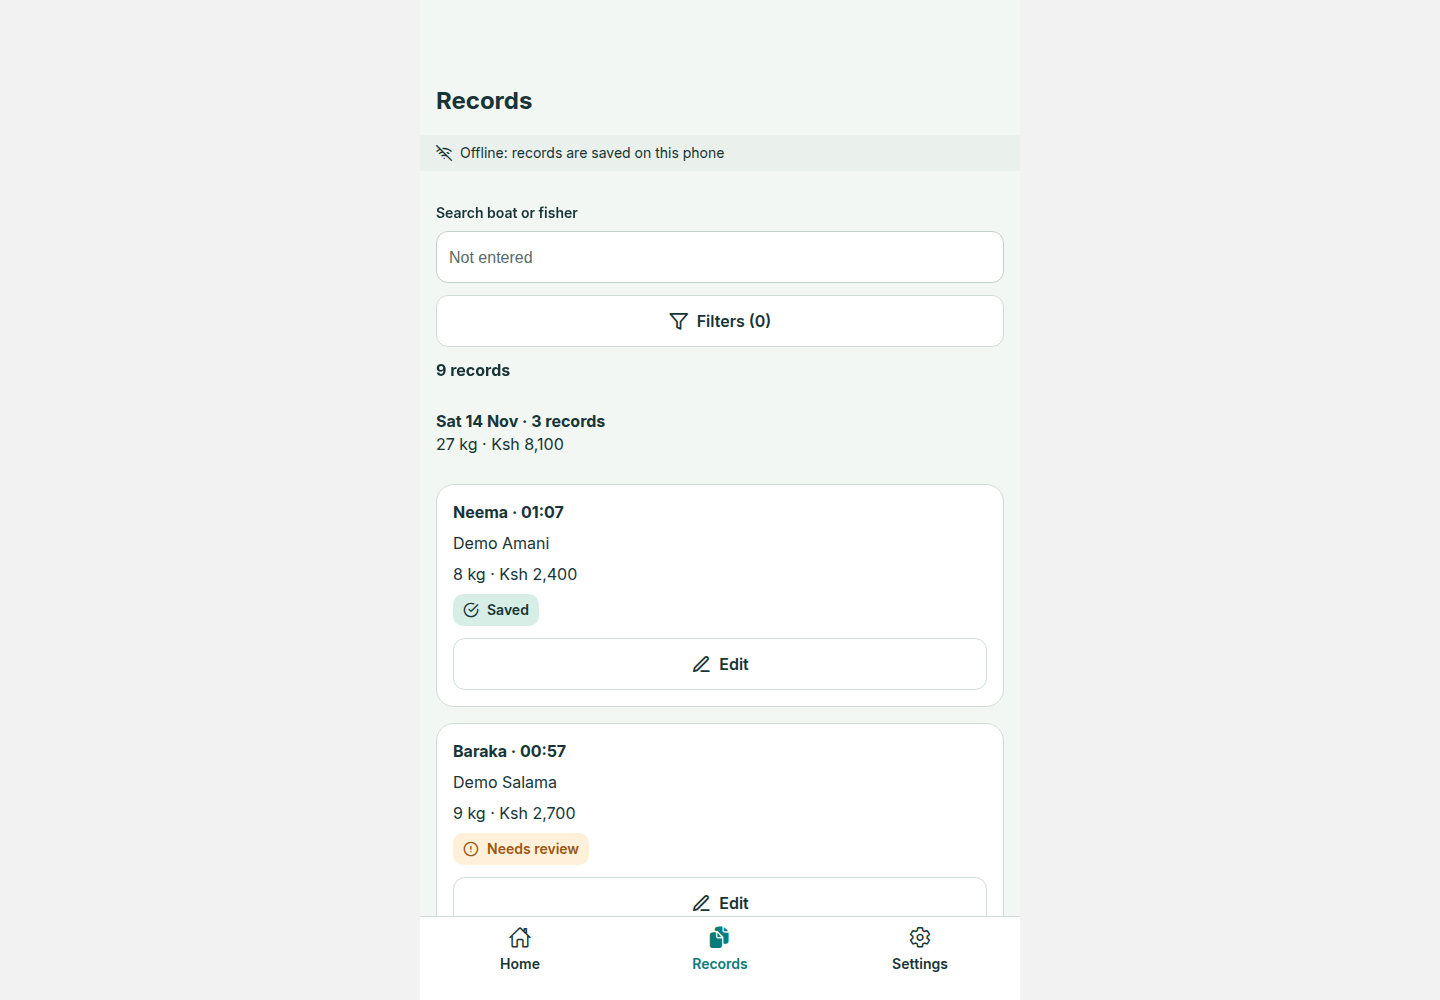 Records
Offline: records are saved on this phone
Search boat or fisher
Not entered
Filters (0)
9 records
Sat 14 Nov · 3 records
27 kg · Ksh 8,100
Neema · 01:07
Demo Amani
8 kg · Ksh 2,400
Saved
Edit
Baraka · 00:57
Demo Salama
9 kg · Ksh 2,700
Needs review
Edit
Home
Records
Settings